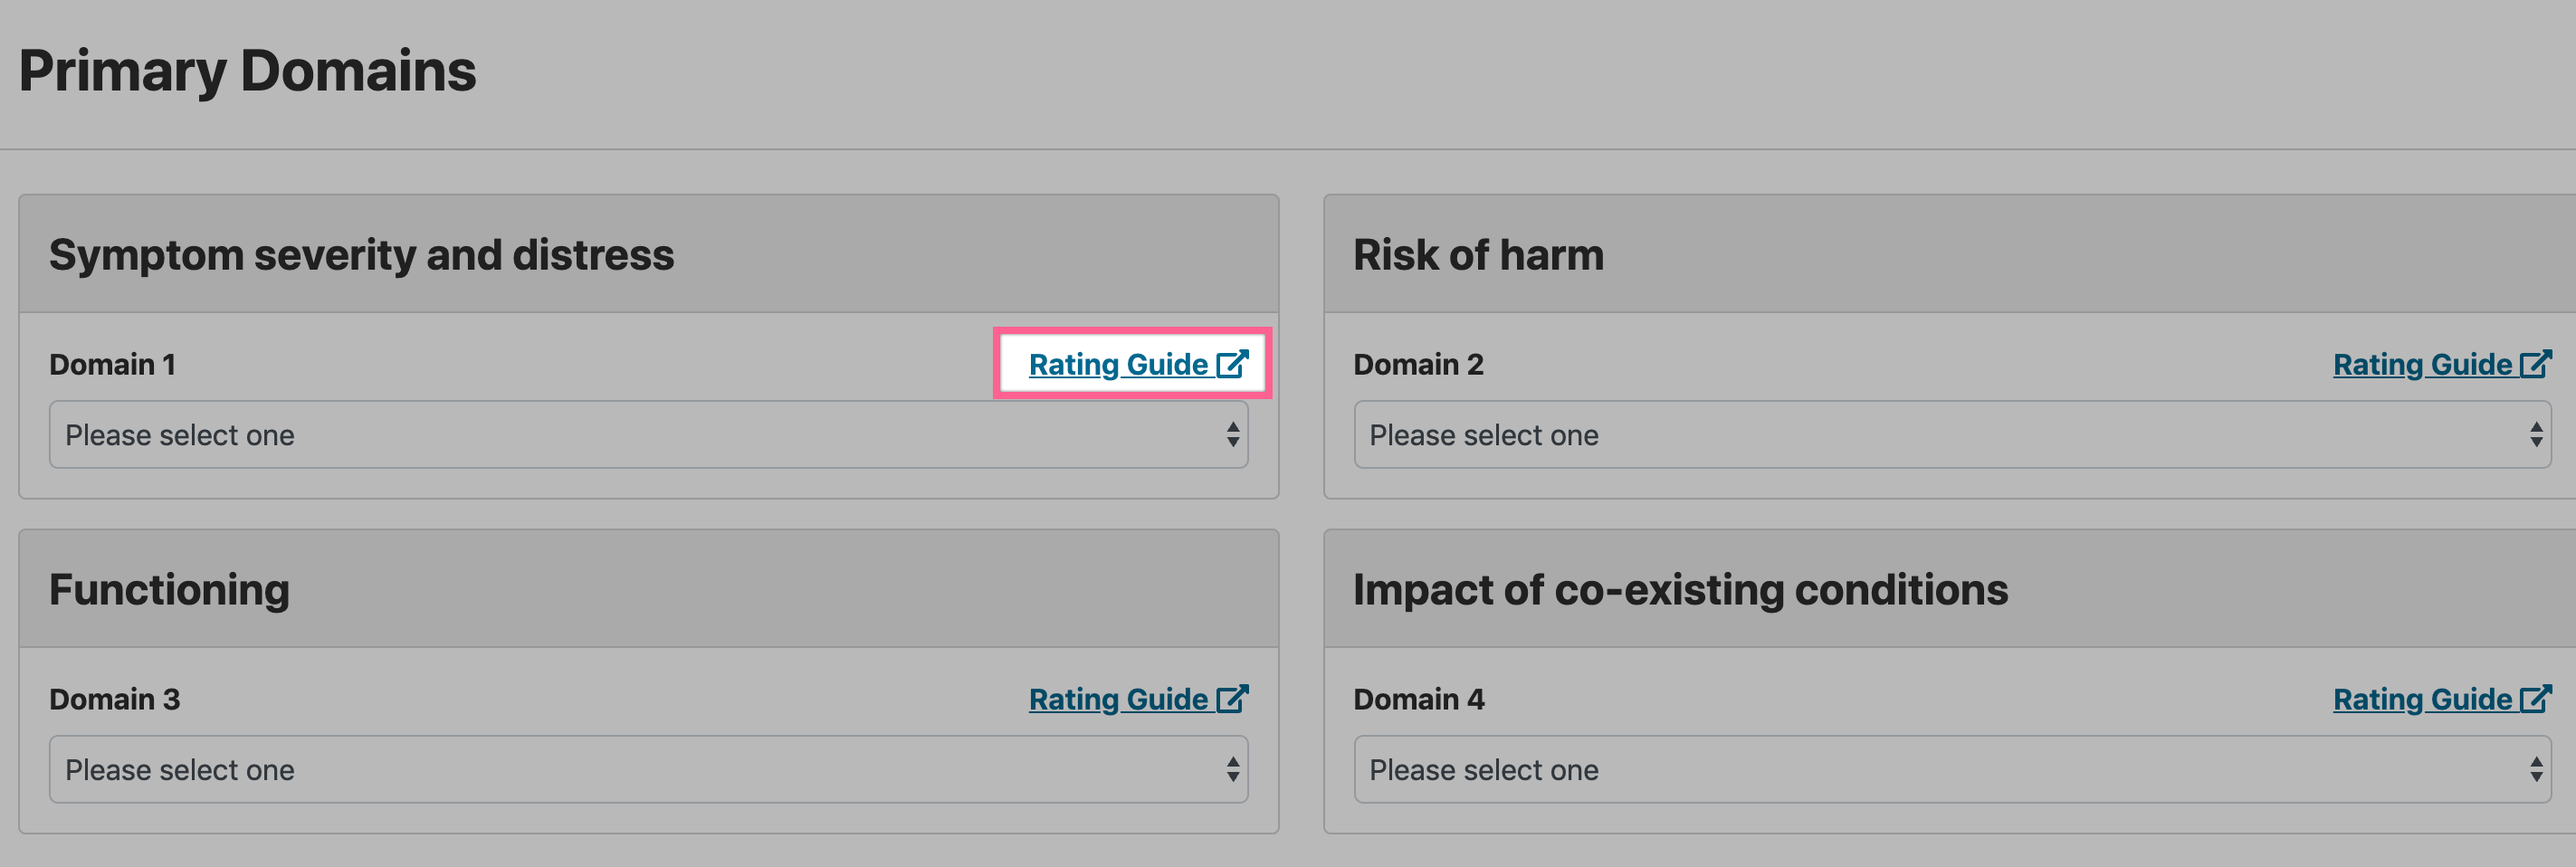 Primary Domains
Symptom severity and distress
Domain 1
Rating Guide
Please select one
Risk of harm
Domain 2
Rating Guide
Please select one
Functioning
Domain 3
Rating Guide
Please select one
Impact of co-existing conditions
Domain 4
Rating Guide
Please select one